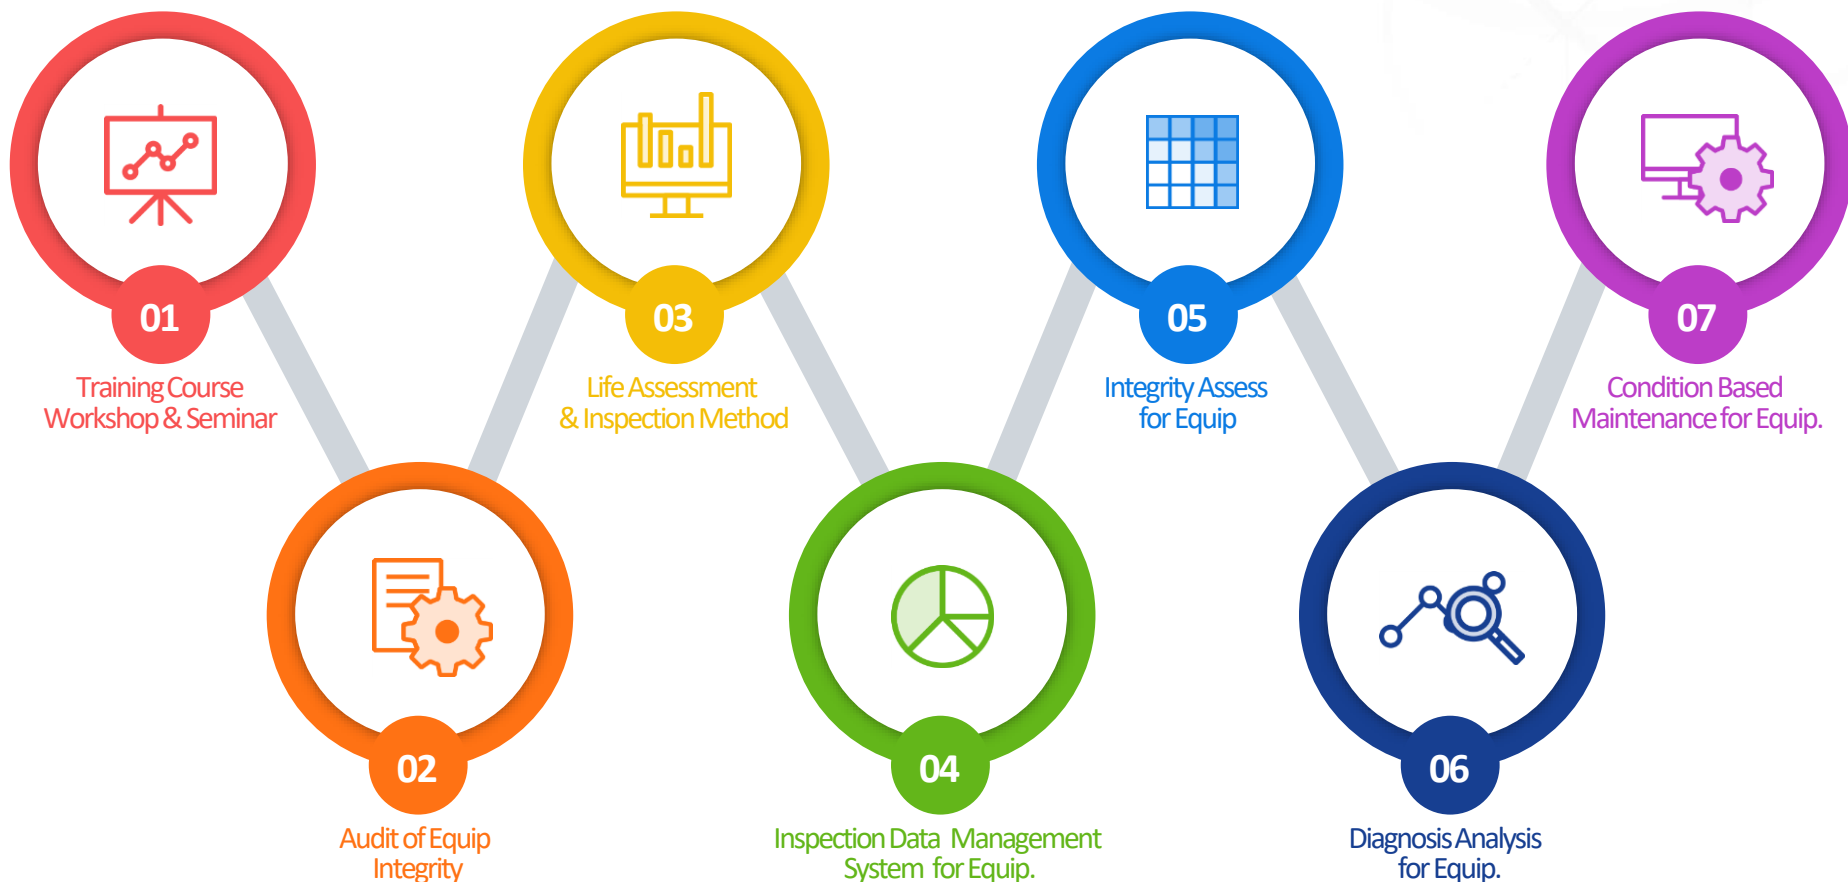 01
Training Course
Workshop & Seminar
02
Audit of Equip
Integrity
03
Life Assessment
& Inspection Method
04
Inspection Data Management
System for Equip.
05
Integrity Assess
for Equip
06
Diagnosis Analysis
for Equip.
07
Condition Based
Maintenance for Equip.